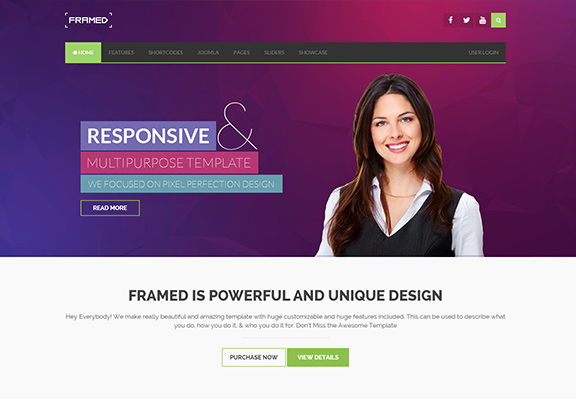 FRAMED
HOME FEATURES SHORTCODES JOOMLA PAGES SLIDERS SHOWCASE USER LOGIN
RESPONSIVE &
MULTIPURPOSE TEMPLATE
WE FOCUSED ON PIXEL PERFECTION DESIGN
READ MORE
FRAMED IS POWERFUL AND UNIQUE DESIGN
Hey Everybody! We make really beautiful and amazing template with huge customizable and huge features included. This can be used to describe what
you do, how you do it, & who you do it for. Don't Miss the Awesome Template
PURCHASE NOW VIEW DETAILS